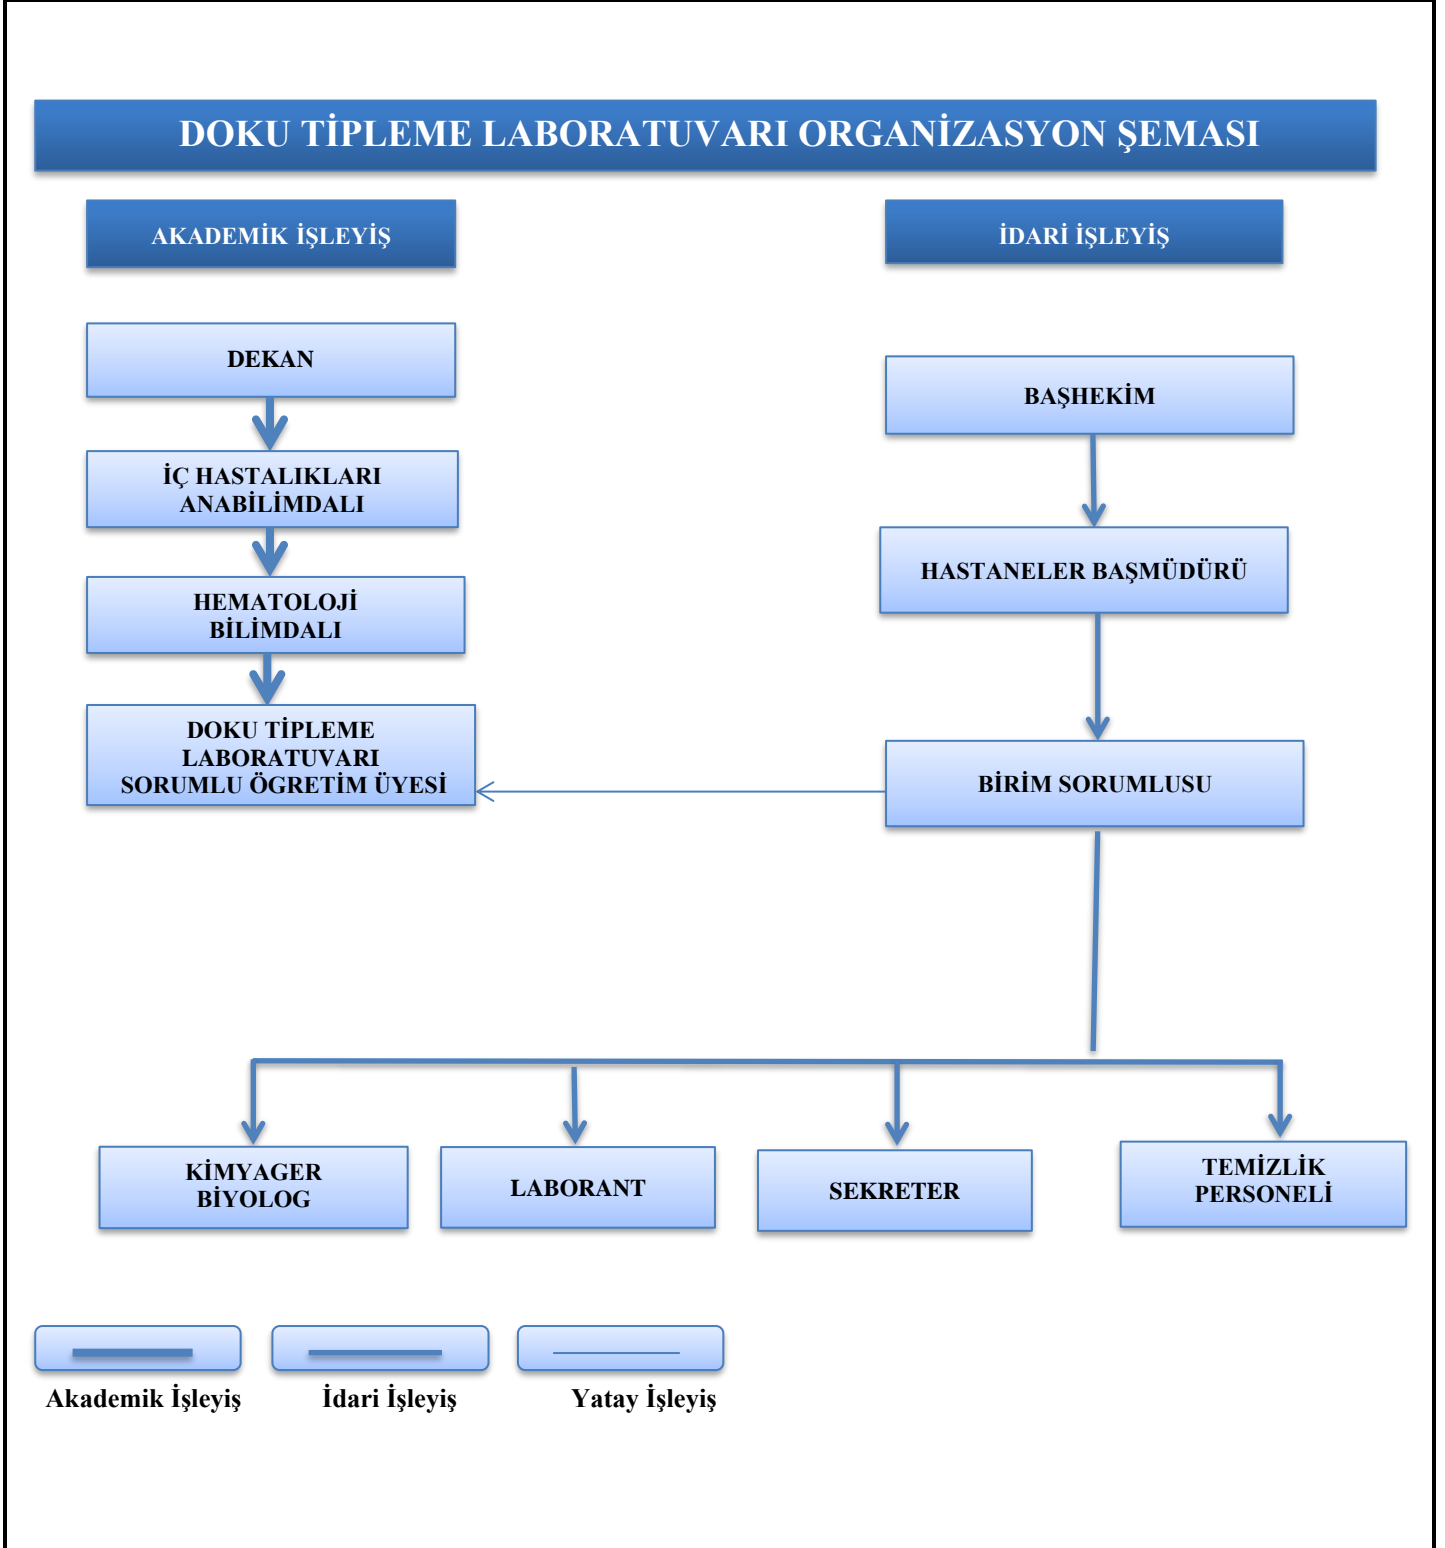 DOKU TİPLEME LABORATUVARI ORGANİZASYON ŞEMASI
AKADEMİK İŞLEYİŞ
İDARİ İŞLEYİŞ
DEKAN
BAŞHEKİM
İÇ HASTALIKLARI
ANABİLİMDALI
HASTANELER BAŞMÜDÜRÜ
HEMATOLOJİ
BİLİMDALI
DOKU TİPLEME
LABORATUVARI
SORUMLU ÖGRETİM ÜYESİ
BİRİM SORUMLUSU
KİMYAGER
BİYOLOG
LABORANT
SEKRETER
TEMİZLİK
PERSONELİ
Akademik İşleyiş
İdari İşleyiş
Yatay İşleyiş